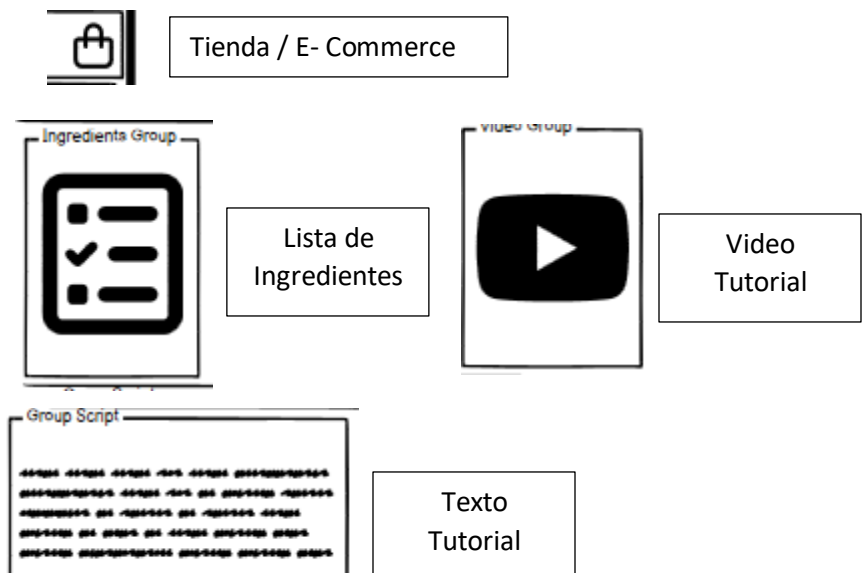 Tienda / E- Commerce
Ingredients Group
Video Group
Lista de
Ingredientes
Video
Tutorial
Group Script
Texto
Tutorial